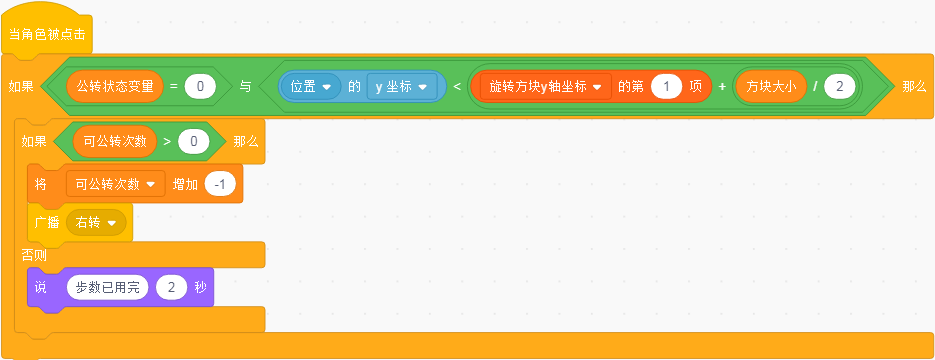 当角色被点击
如果 公转状态变量 = 0 与 位置 的 y 坐标 < 旋转方块y轴坐标 的第 1 项 + 方块大小 / 2 那么
如果 可公转次数 > 0 那么
将 可公转次数 增加 -1
广播 右转
否则
说 步数已用完 2 秒